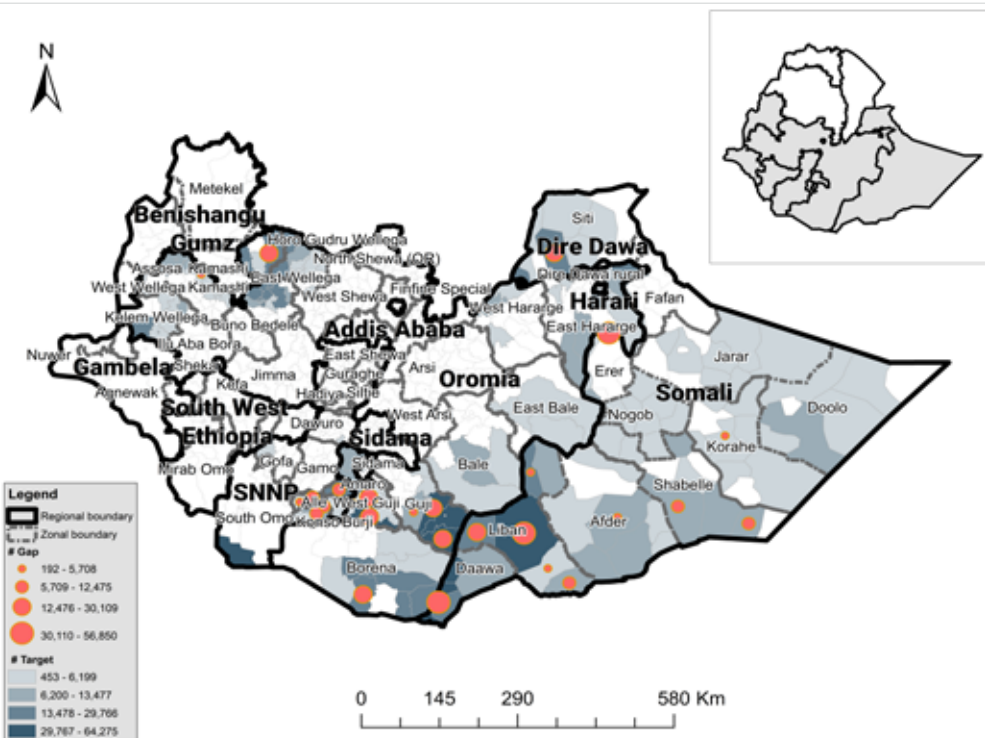 N
Metekel
Benishangu
Gumz
Horo Gudru Wellega
North Shewa (OR)
Assosa Kamashi
East Wellega
West Wellega Kamashi
West Shewa
Finfine Special
Kelem Wellega
Buno Bedele
Addis Ababa
Ilu Aba Bora
Nuwer
Gambela
Sheka
East Shewa
Agnewak
Kefa
Jimma
Guraghe
Arsi
Hadiya Siltie
Oromia
South West
Ethiopia
Dawuro
West Arsi
Sidama
East Bale
Mirab Omo
Gofa
Gamo
Sidama
Bale
SNNP
Amaro
South Omo
Alle West Guji Guji
Konso Burji
Borena
Daawa
Liban
Afder
Siti
Dire Dawa
Dire Dawa rural
West Hararge
Harari
Fafan
East Hararge
Erer
Jarar
Somali
Nogob
Doolo
Korahe
Shabelle
Legend
Regional boundary
Zonal boundary
# Gap
192 - 5,708
5,709 - 12,475
12,476 - 30,109
30,110 - 56,850
# Target
453 - 6,199
6,200 - 13,477
13,478 - 29,766
29,767 - 64,275
0 145 290 580 Km